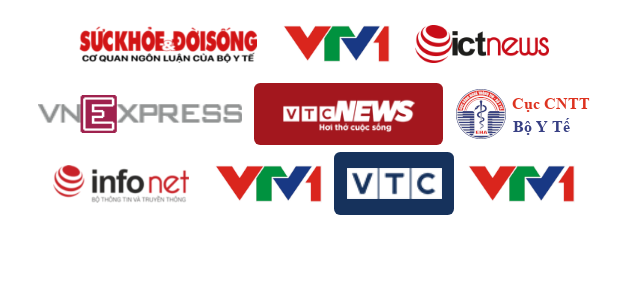 SỨCKHỎE&ĐỜISỐNG
CƠ QUAN NGÔN LUẬN CỦA BỘ Y TẾ
VTV1
ictnews
VNEXPRESS
VTCNEWS
Hơi thở cuộc sống
Cục CNTT
Bộ Y Tế
infonet
BỘ THÔNG TIN VÀ TRUYỀN THÔNG
VTV1
VTC
VTV1